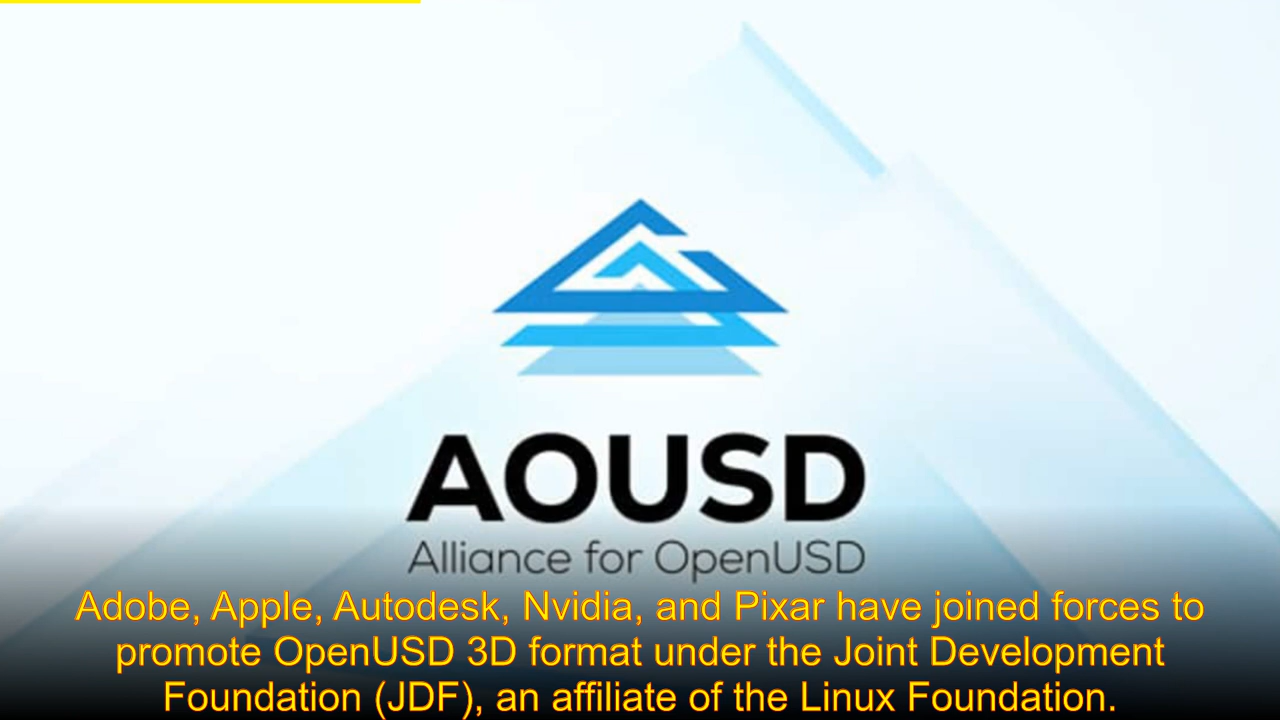 AOUSD
Alliance for OpenUSD
Adobe, Apple, Autodesk, Nvidia, and Pixar have joined forces to
promote OpenUSD 3D format under the Joint Development
Foundation (JDF), an affiliate of the Linux Foundation.